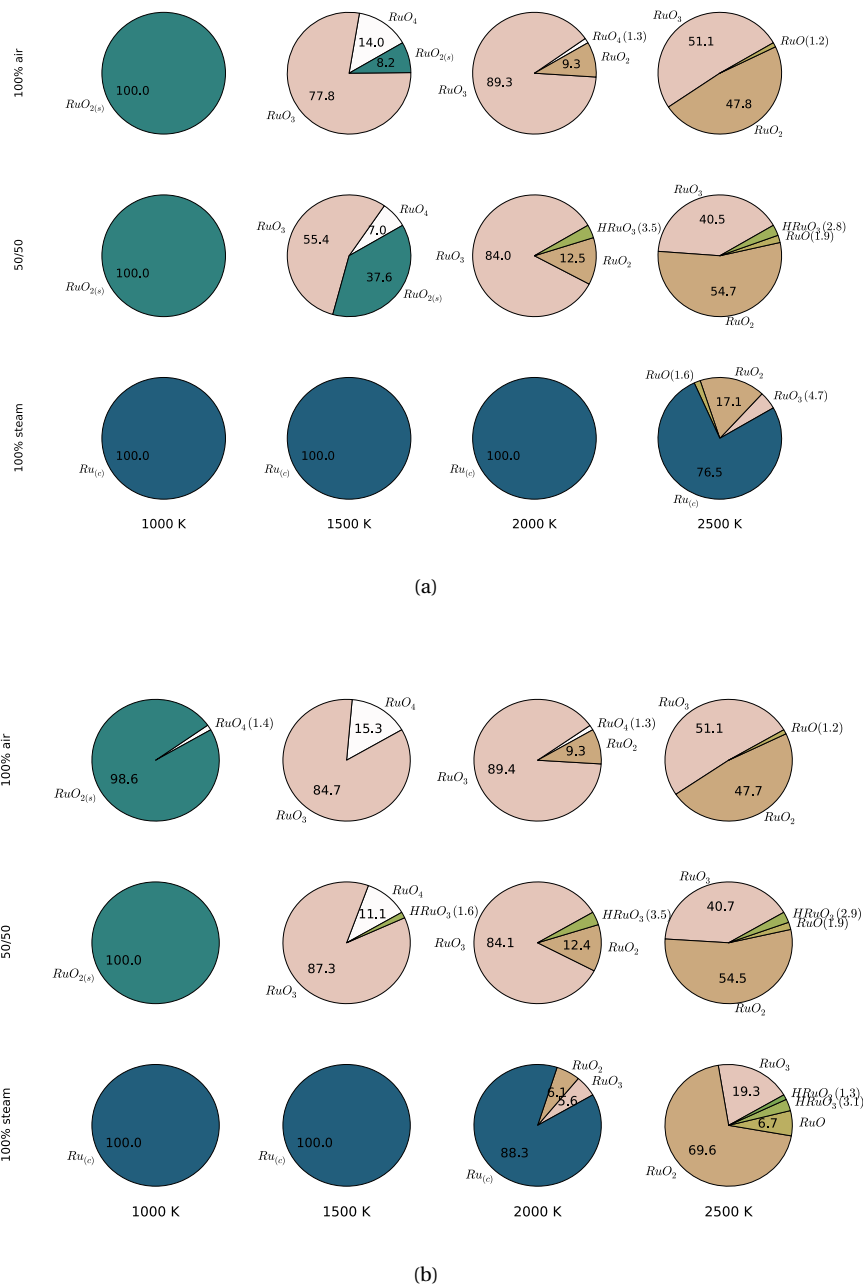 100% air
RuO2(s)
100.0
RuO4
14.0
RuO2(s)
8.2
77.8
RuO3
RuO4(1.3)
RuO2
9.3
89.3
RuO3
RuO3
51.1
RuO(1.2)
47.8
RuO2
50/50
100.0
RuO2(s)
RuO4
7.0
RuO3
55.4
37.6
RuO2(s)
HRuO3(3.5)
RuO3
84.0
12.5
RuO2
RuO3
40.5
HRuO3(2.8)
RuO(1.9)
54.7
RuO2
100% steam
100.0
Ru(c)
100.0
Ru(c)
100.0
Ru(c)
RuO(1.6)
RuO2
17.1
RuO3(4.7)
76.5
Ru(c)
1000 K
1500 K
2000 K
2500 K
(a)
100% air
RuO4(1.4)
98.6
RuO2(s)
RuO4
15.3
84.7
RuO3
RuO4(1.3)
RuO2
9.3
89.4
RuO3
RuO3
51.1
RuO(1.2)
47.7
RuO2
50/50
100.0
RuO2(s)
RuO4
11.1
HRuO3(1.6)
87.3
RuO3
HRuO3(3.5)
RuO3
84.1
12.4
RuO2
RuO3
40.7
HRuO3(2.9)
RuO(1.9)
54.5
RuO2
100% steam
100.0
Ru(c)
100.0
Ru(c)
RuO2
6.1
RuO3
5.6
88.3
Ru(c)
RuO3
19.3
HRuO3(3.1)
6.7
RuO
69.6
RuO2
1000 K
1500 K
2000 K
2500 K
(b)